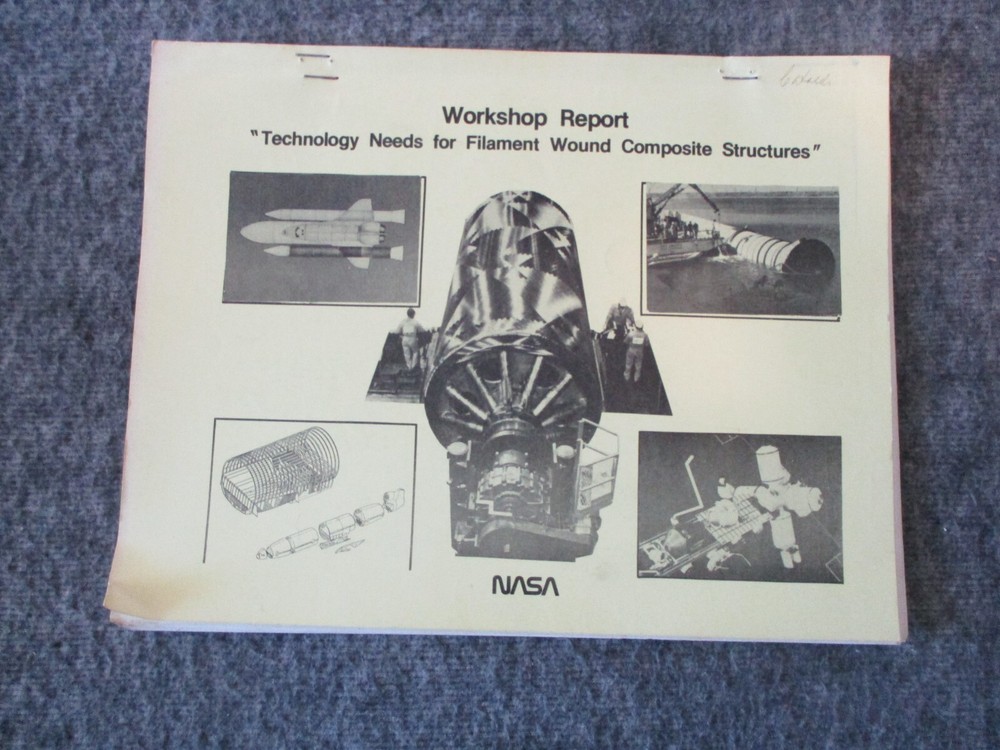 Workshop Report
"Technology Needs for Filament Wound Composite Structures"
NASA